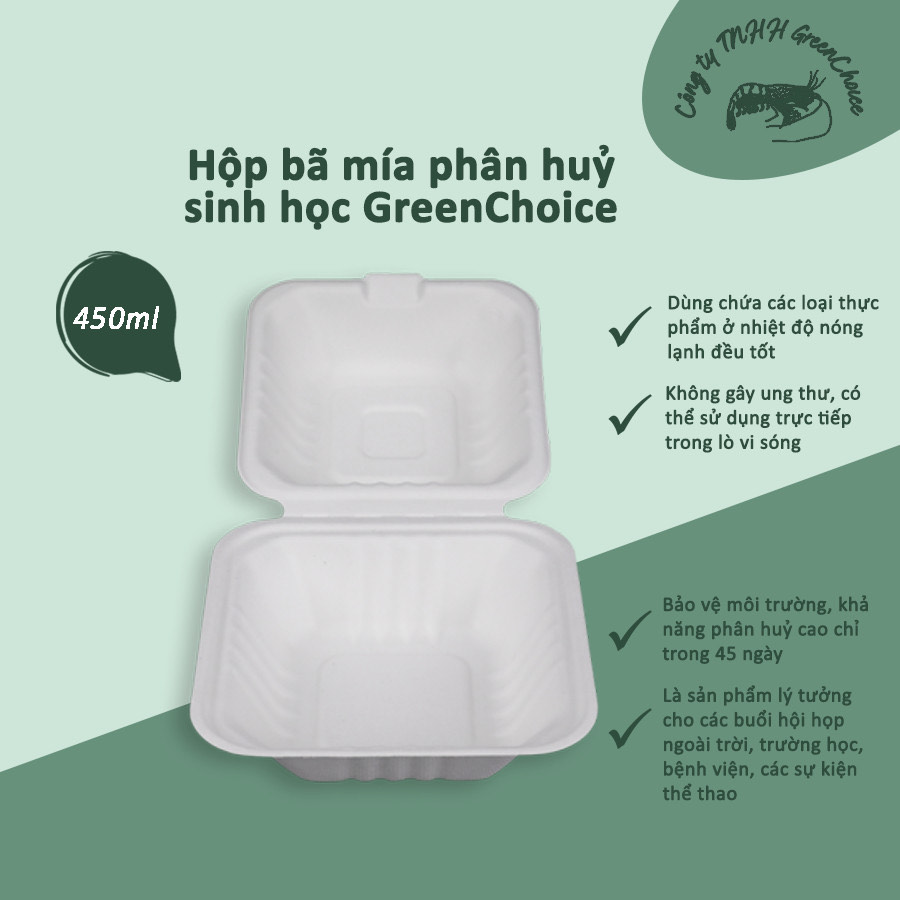 Công ty TNHH GreenChoice
Hộp bã mía phân huỷ
sinh học GreenChoice
450ml
Dùng chứa các loại thực
phẩm ở nhiệt độ nóng
lạnh đều tốt
Không gây ung thư, có
thể sử dụng trực tiếp
trong lò vi sóng
Bảo vệ môi trường, khả
năng phân huỷ cao chỉ
trong 45 ngày
Là sản phẩm lý tưởng
cho các buổi hội họp
ngoài trời, trường học,
bệnh viện, các sự kiện
thể thao